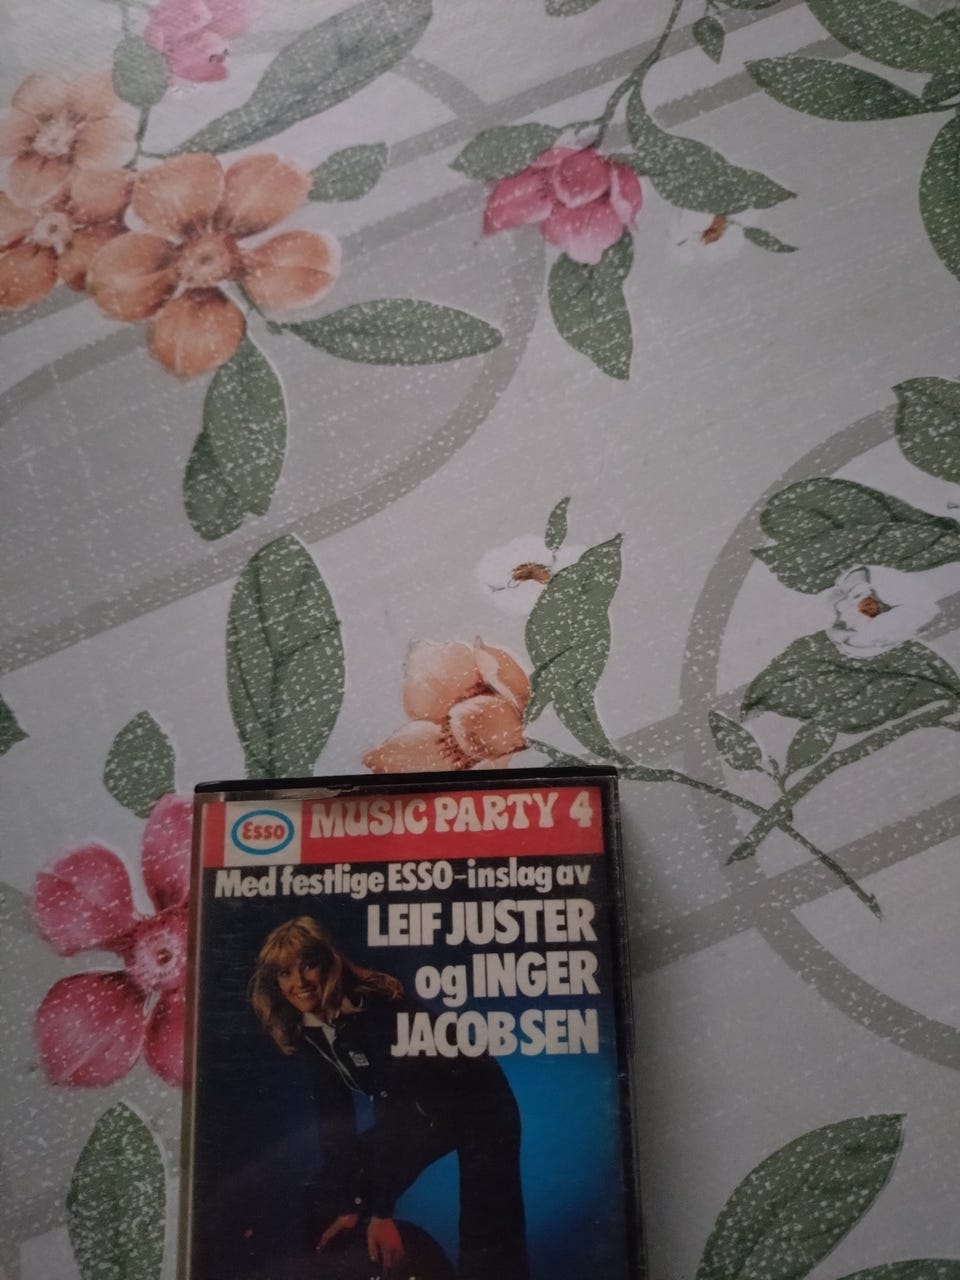 Esso MUSIC PARTY 4
Med festlige ESSO-inslag av
LEIF JUSTER
og INGER
JACOBSEN